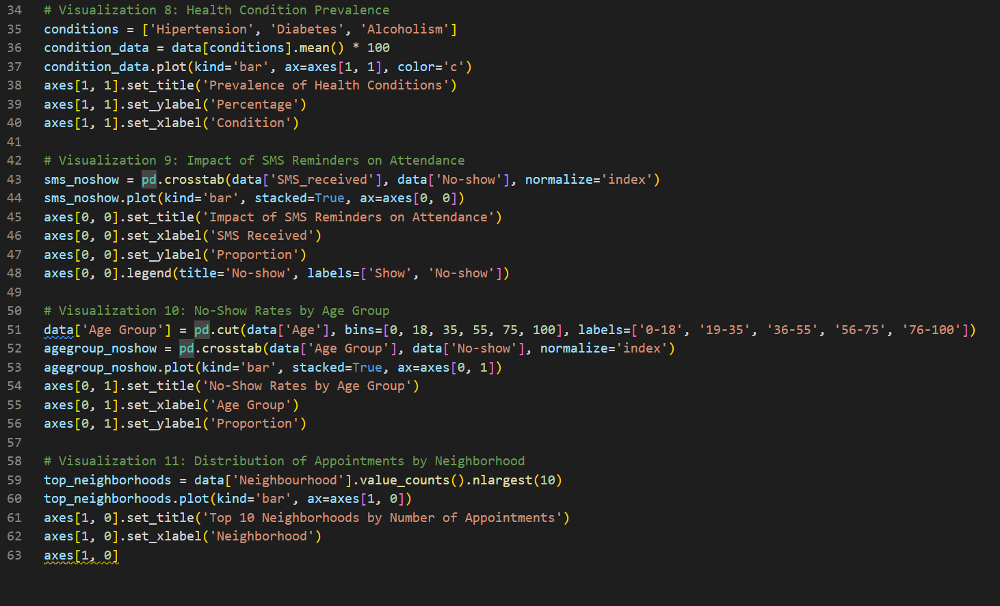 34 # Visualization 8: Health Condition Prevalence
35 conditions = ['Hipertension', 'Diabetes', 'Alcoholism']
36 condition_data = data[conditions].mean() * 100
37 condition_data.plot(kind='bar', ax=axes[1, 1], color='c')
38 axes[1, 1].set_title('Prevalence of Health Conditions')
39 axes[1, 1].set_ylabel('Percentage')
40 axes[1, 1].set_xlabel('Condition')
41
42 # Visualization 9: Impact of SMS Reminders on Attendance
43 sms_noshow = pd.crosstab(data['SMS_received'], data['No-show'], normalize='index')
44 sms_noshow.plot(kind='bar', stacked=True, ax=axes[0, 0])
45 axes[0, 0].set_title('Impact of SMS Reminders on Attendance')
46 axes[0, 0].set_xlabel('SMS Received')
47 axes[0, 0].set_ylabel('Proportion')
48 axes[0, 0].legend(title='No-show', labels=['Show', 'No-show'])
49
50 # Visualization 10: No-Show Rates by Age Group
51 data['Age Group'] = pd.cut(data['Age'], bins=[0, 18, 35, 55, 75, 100], labels=['0-18', '19-35', '36-55', '56-75', '76-100'])
52 agegroup_noshow = pd.crosstab(data['Age Group'], data['No-show'], normalize='index')
53 agegroup_noshow.plot(kind='bar', stacked=True, ax=axes[0, 1])
54 axes[0, 1].set_title('No-Show Rates by Age Group')
55 axes[0, 1].set_xlabel('Age Group')
56 axes[0, 1].set_ylabel('Proportion')
57
58 # Visualization 11: Distribution of Appointments by Neighborhood
59 top_neighborhoods = data['Neighbourhood'].value_counts().nlargest(10)
60 top_neighborhoods.plot(kind='bar', ax=axes[1, 0])
61 axes[1, 0].set_title('Top 10 Neighborhoods by Number of Appointments')
62 axes[1, 0].set_xlabel('Neighborhood')
63 axes[1, 0]